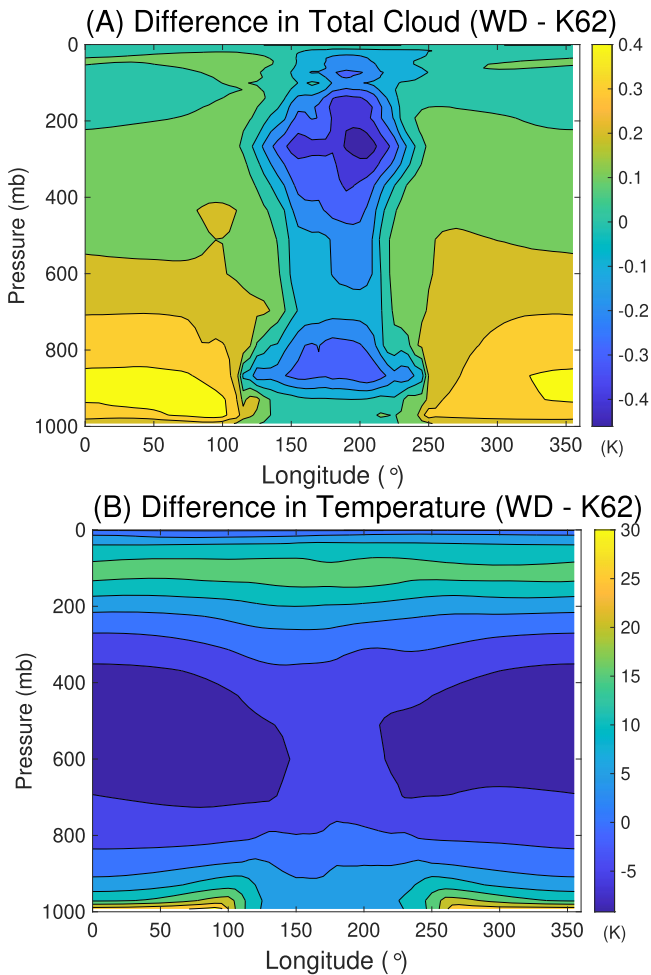 (A) Difference in Total Cloud (WD - K62)
0
200
400
600
800
1000
Pressure (mb)
0 50 100 150 200 250 300 350
Longitude (°)
0.4
0.3
0.2
0.1
0
-0.1
-0.2
-0.3
-0.4
(K)
(B) Difference in Temperature (WD - K62)
0
200
400
600
800
1000
Pressure (mb)
0 50 100 150 200 250 300 350
Longitude (°)
30
25
20
15
10
5
0
-5
(K)